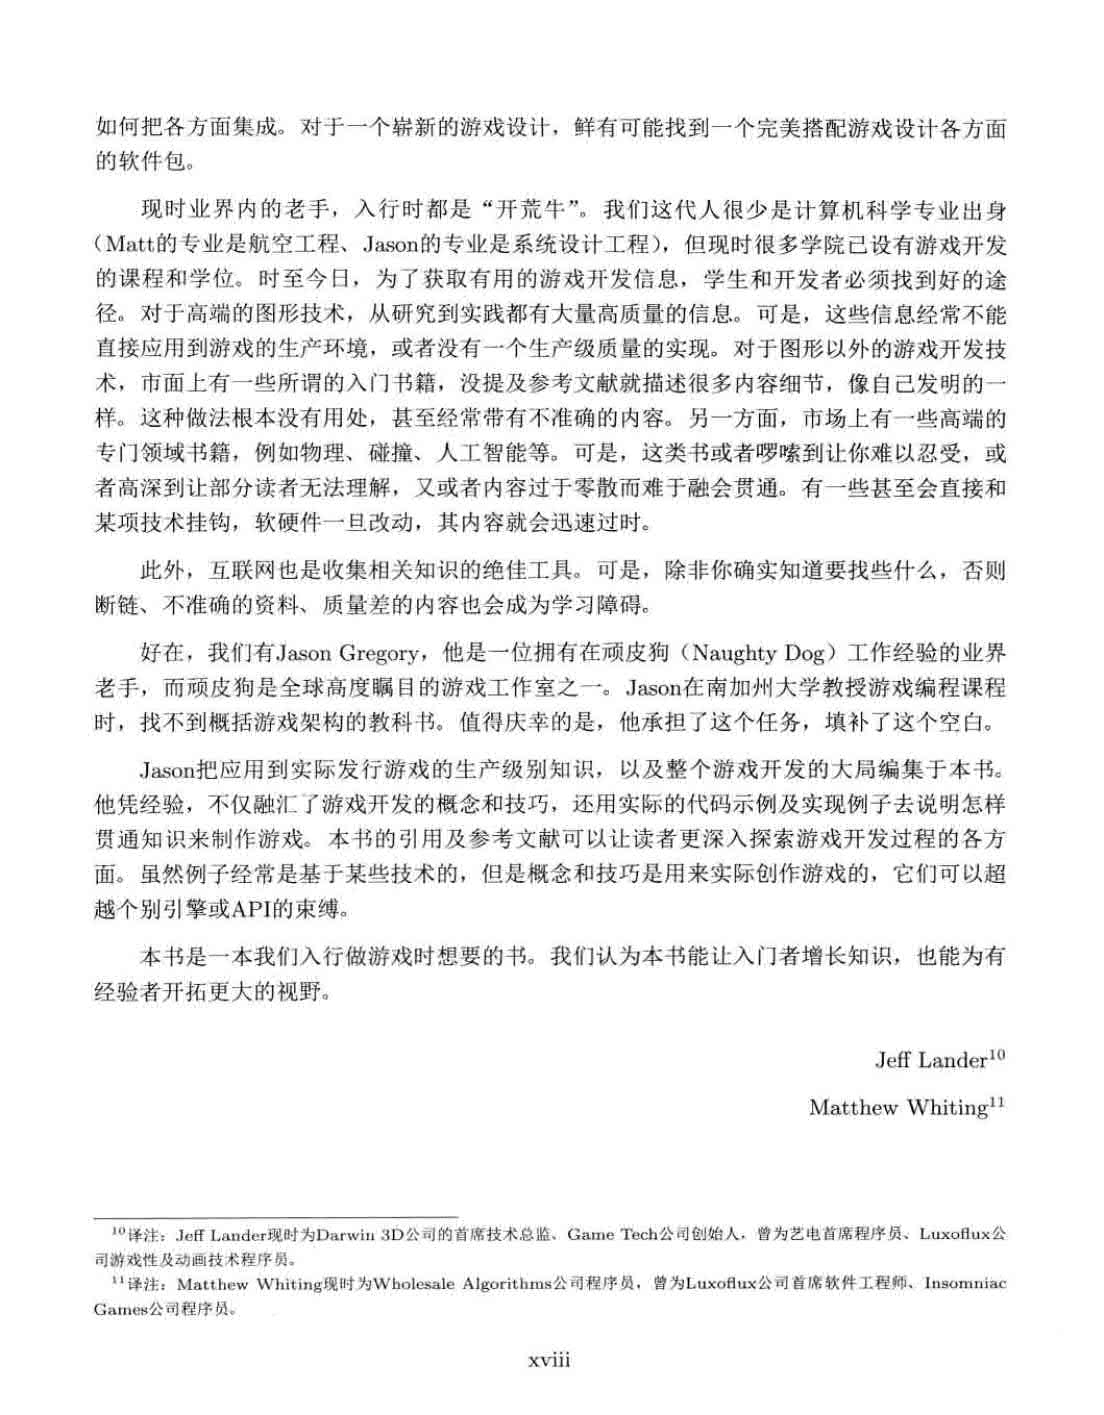 如何把各方面集成。对于一个崭新的游戏设计，鲜有可能找到一个完美搭配游戏设计各方面
的软件包。
现时业界内的老手，入行时都是“开荒牛”。我们这代人很少是计算机科学专业出身
（Matt的专业是航空工程、Jason的专业是系统设计工程），但现时很多学院已设有游戏开发
的课程和学位。时至今日，为了获取有用的游戏开发信息，学生和开发者必须找到好的途
径。对于高端的图形技术，从研究到实践都有大量高质量的信息。可是，这些信息经常不能
直接应用到游戏的生产环境，或者没有一个生产级质量的实现。对于图形以外的游戏开发技
术，市面上有一些所谓的入门书籍，没提及参考文献就描述很多内容细节，像自己发明的一
样。这种做法根本没有用处，甚至经常带有不准确的内容。另一方面，市场上有一些高端的
专门领域书籍，例如物理、碰撞、人工智能等。可是，这类书或者啰嗦到让你难以忍受，或
者高深到让部分读者无法理解，又或者内容过于零散而难于融会贯通。有一些甚至会直接和
某项技术挂钩，软硬件一旦改动，其内容就会迅速过时。
此外，互联网也是收集相关知识的绝佳工具。可是，除非你确实知道要找些什么，否则
断链、不准确的资料、质量差的内容也会成为学习障碍。
好在，我们有Jason Gregory，他是一位拥有在顽皮狗（Naughty Dog）工作经验的业界
老手，而顽皮狗是全球高度瞩目的游戏工作室之一。Jason在南加州大学教授游戏编程课程
时，找不到概括游戏架构的教科书。值得庆幸的是，他承担了这个任务，填补了这个空白。
Jason把应用到实际发行游戏的生产级别知识，以及整个游戏开发的大局编集于本书。
他凭经验，不仅融汇了游戏开发的概念和技巧，还用实际的代码示例及实现例子去说明怎样
贯通知识来制作游戏。本书的引用及参考文献可以让读者更深入探索游戏开发过程的各方
面。虽然例子经常是基于某些技术的，但是概念和技巧是用来实际创作游戏的，它们可以超
越个别引擎或API的束缚。
本书是一本我们入行做游戏时想要的书。我们认为本书能让入门者增长知识，也能为有
经验者开拓更大的视野。
Jeff Lander¹⁰
Matthew Whiting¹¹
¹⁰译注：Jeff Lander现时为Darwin 3D公司的首席技术总监、Game Tech公司创始人，曾为艺电首席程序员、Luxoflux公
司游戏性及动画技术程序员。
¹¹译注：Matthew Whiting现时为Wholesale Algorithms公司程序员，曾为Luxoflux公司首席软件工程师、Insomniac
Games公司程序员。
xviii